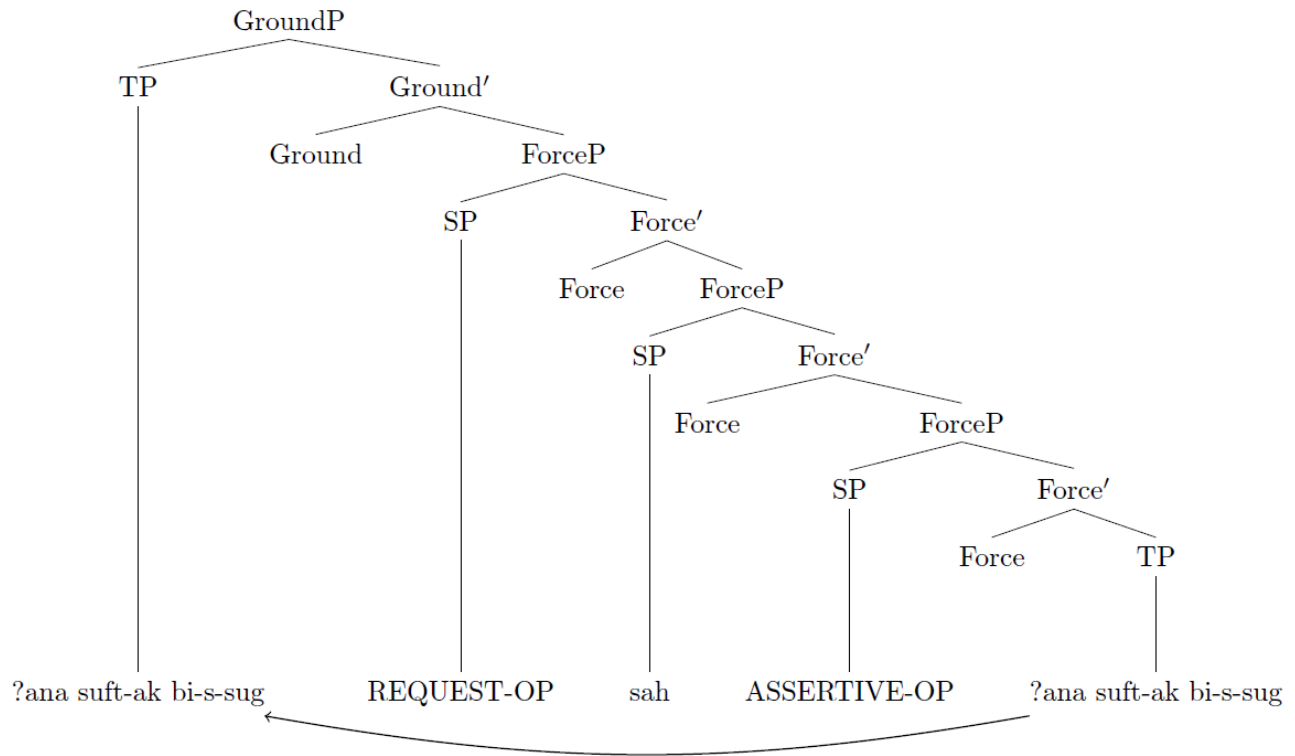 GroundP
TP Ground′
Ground ForceP
SP Force′
Force ForceP
SP Force′
Force ForceP
SP Force′
Force TP
?ana suft-ak bi-s-sug REQUEST-OP sah ASSERTIVE-OP ?ana suft-ak bi-s-sug